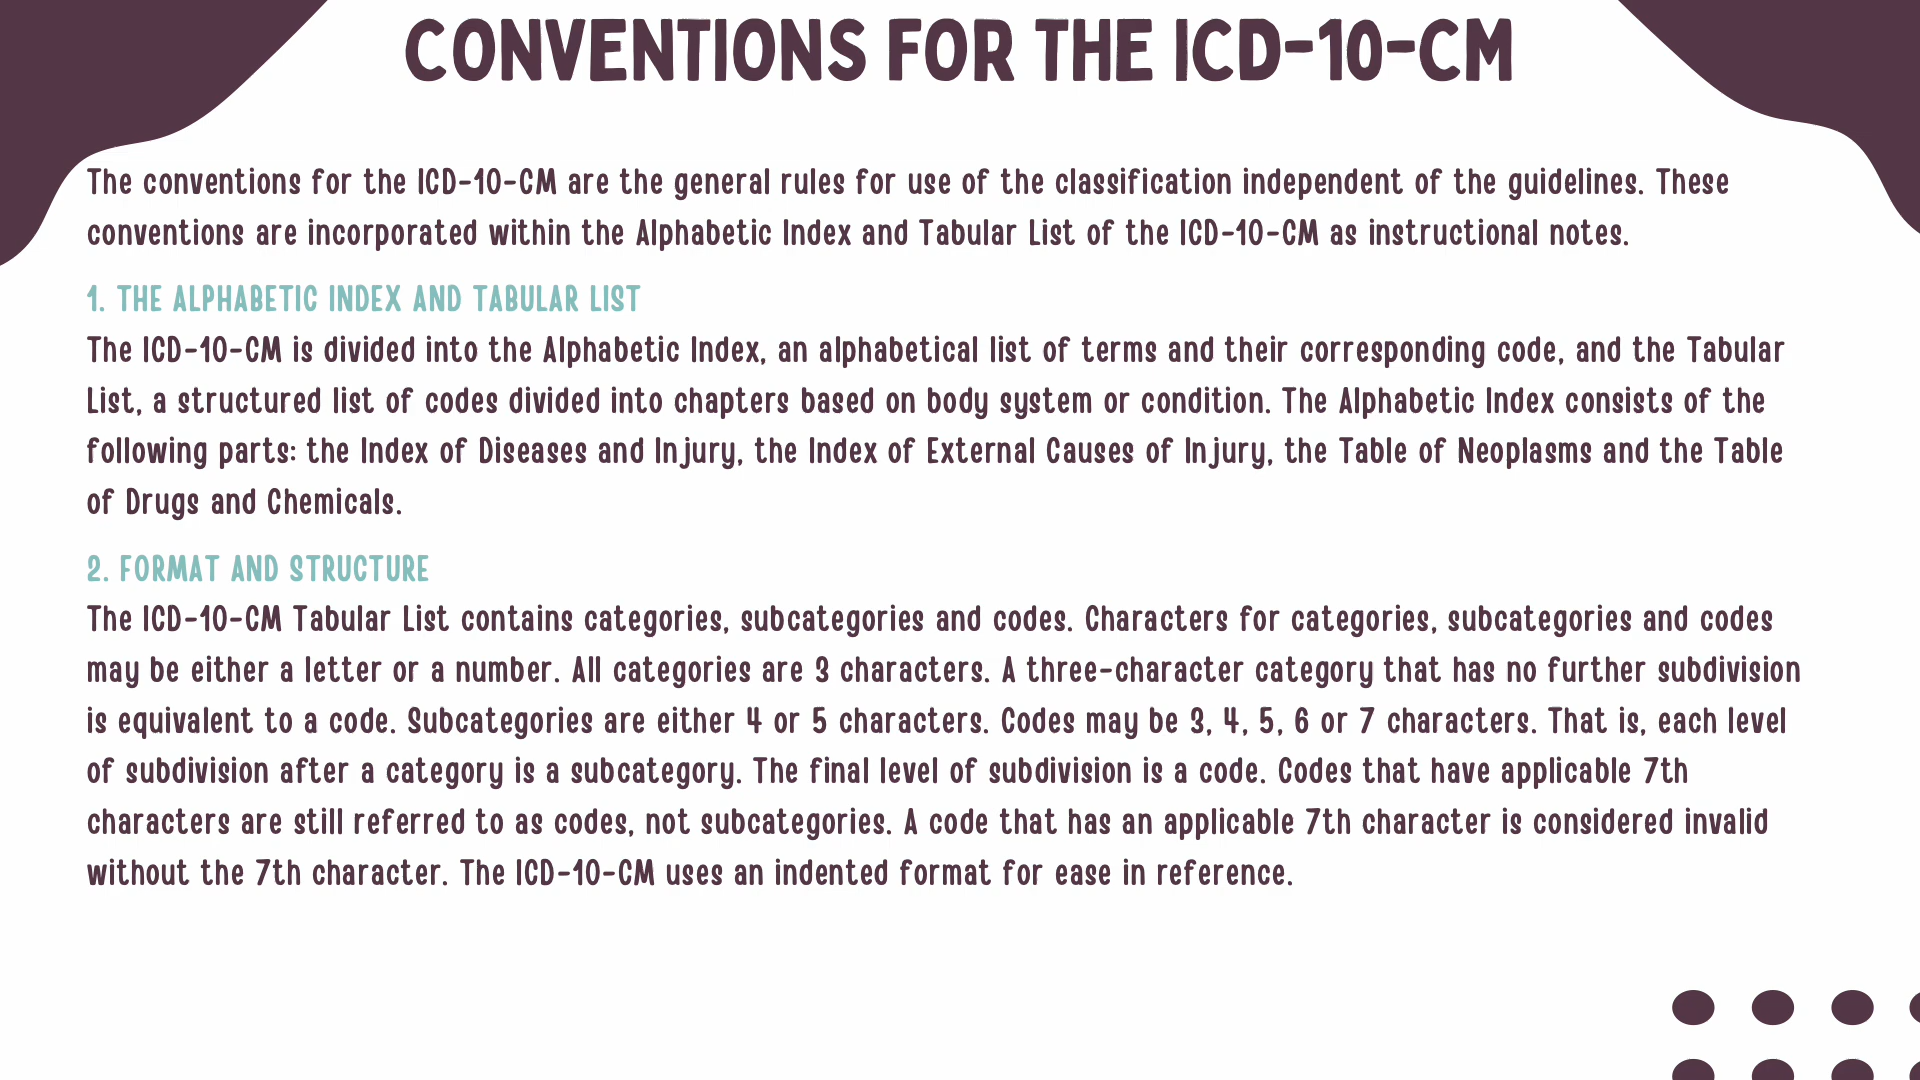 CONVENTIONS FOR THE ICD-10-CM
The conventions for the ICD-10-CM are the general rules for use of the classification independent of the guidelines. These
conventions are incorporated within the Alphabetic Index and Tabular List of the ICD-10-CM as instructional notes.
1. THE ALPHABETIC INDEX AND TABULAR LIST
The ICD-10-CM is divided into the Alphabetic Index, an alphabetical list of terms and their corresponding code, and the Tabular
List, a structured list of codes divided into chapters based on body system or condition. The Alphabetic Index consists of the
following parts: the Index of Diseases and Injury, the Index of External Causes of Injury, the Table of Neoplasms and the Table
of Drugs and Chemicals.
2. FORMAT AND STRUCTURE
The ICD-10-CM Tabular List contains categories, subcategories and codes. Characters for categories, subcategories and codes
may be either a letter or a number. All categories are 3 characters. A three-character category that has no further subdivision
is equivalent to a code. Subcategories are either 4 or 5 characters. Codes may be 3, 4, 5, 6 or 7 characters. That is, each level
of subdivision after a category is a subcategory. The final level of subdivision is a code. Codes that have applicable 7th
characters are still referred to as codes, not subcategories. A code that has an applicable 7th character is considered invalid
without the 7th character. The ICD-10-CM uses an indented format for ease in reference.